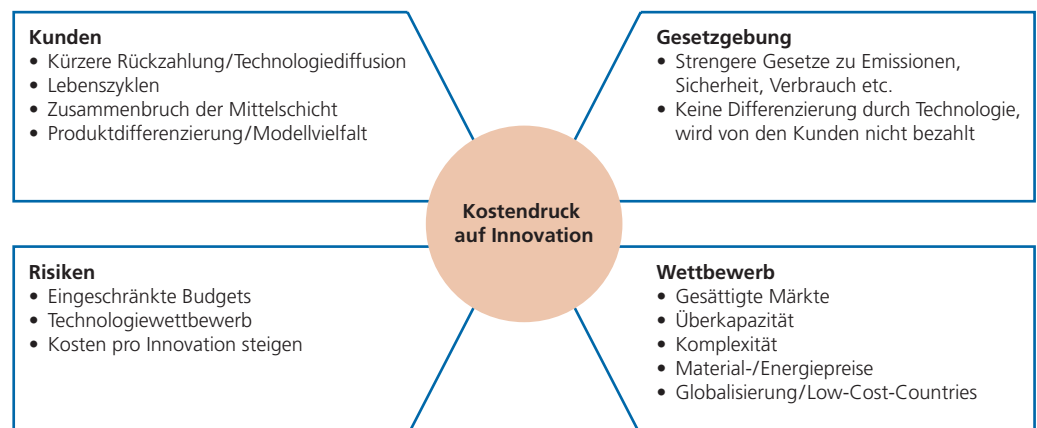 Kunden
• Kürzere Rückzahlung/Technologiediffusion
• Lebenszyklen
• Zusammenbruch der Mittelschicht
• Produktdifferenzierung/Modellvielfalt
Gesetzgebung
• Strengere Gesetze zu Emissionen,
Sicherheit, Verbrauch etc.
• Keine Differenzierung durch Technologie,
wird von den Kunden nicht bezahlt
Kostendruck
auf Innovation
Risiken
• Eingeschränkte Budgets
• Technologiewettbewerb
• Kosten pro Innovation steigen
Wettbewerb
• Gesättigte Märkte
• Überkapazität
• Komplexität
• Material-/Energiepreise
• Globalisierung/Low-Cost-Countries